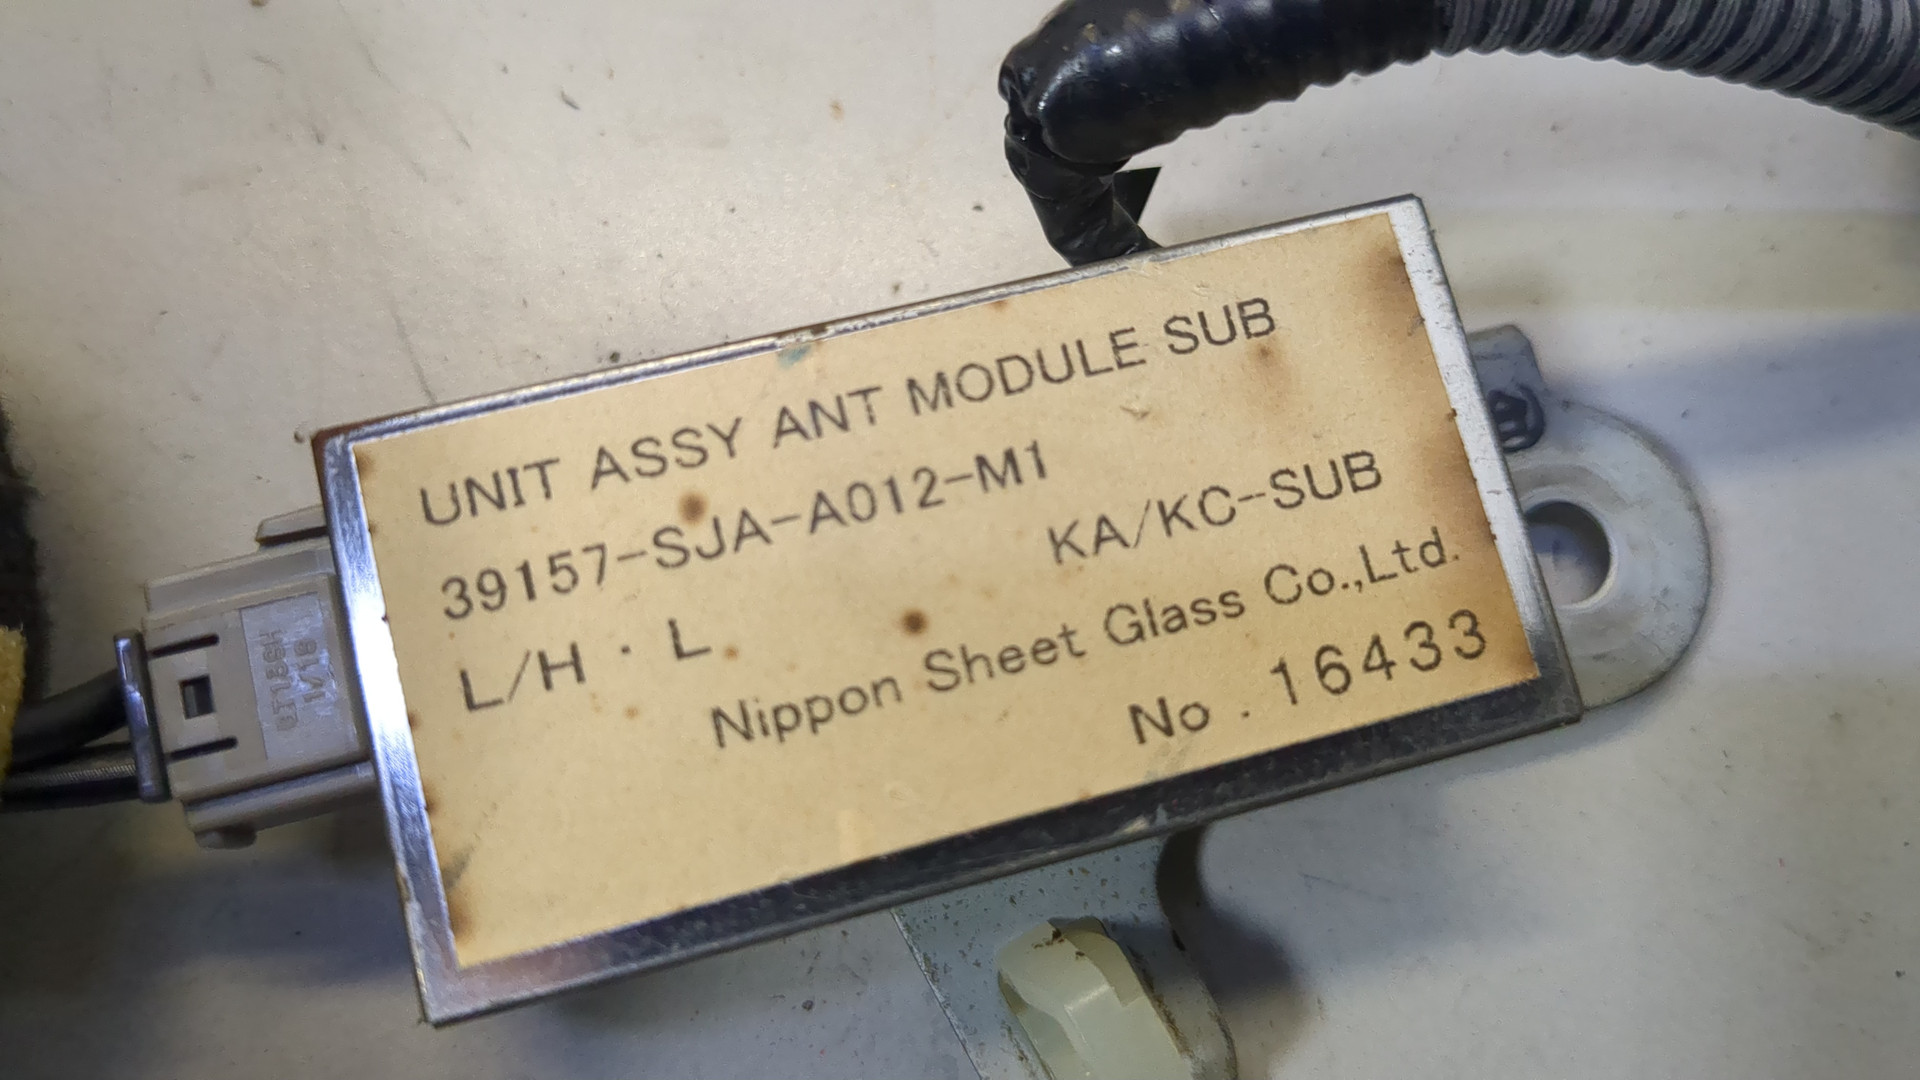 UNIT ASSY ANT MODULE SUB
39157-SJA-A012-M1
KA/KC-SUB
L/H · L
Nippon Sheet Glass Co.,Ltd.
No. 16433